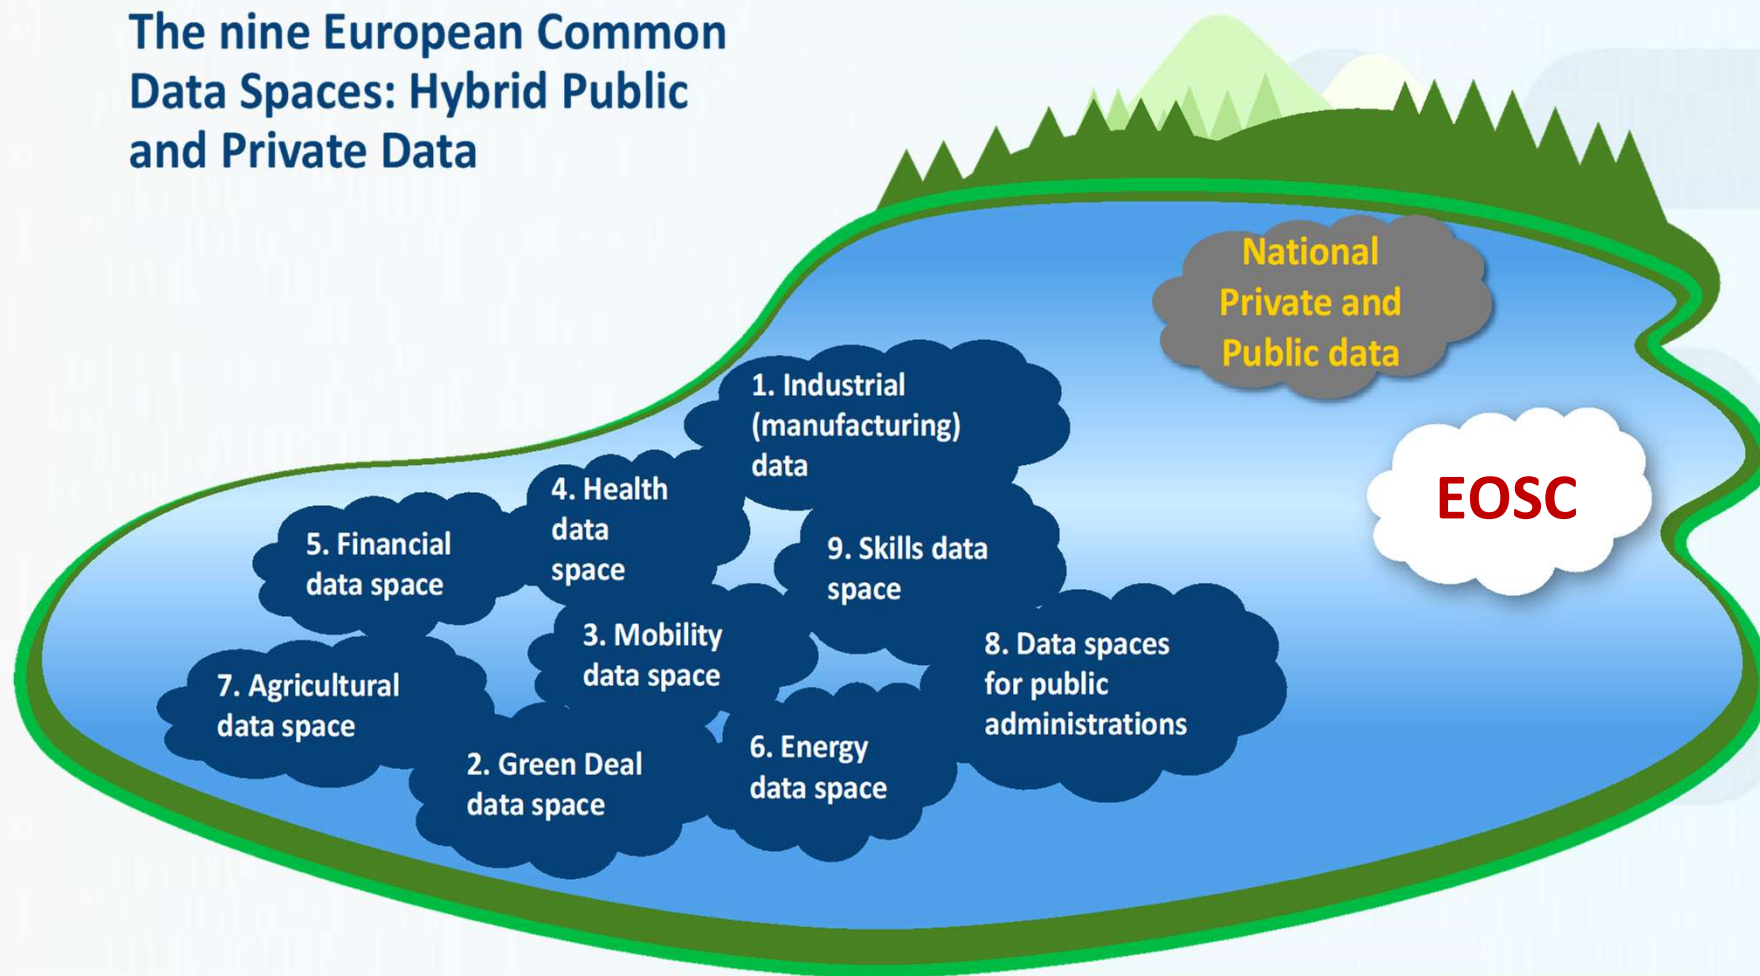 The nine European Common
Data Spaces: Hybrid Public
and Private Data
National
Private and
Public data
1. Industrial
(manufacturing)
data
EOSC
4. Health
data
space
5. Financial
data space
9. Skills data
space
3. Mobility
data space
8. Data spaces
for public
administrations
7. Agricultural
data space
6. Energy
data space
2. Green Deal
data space